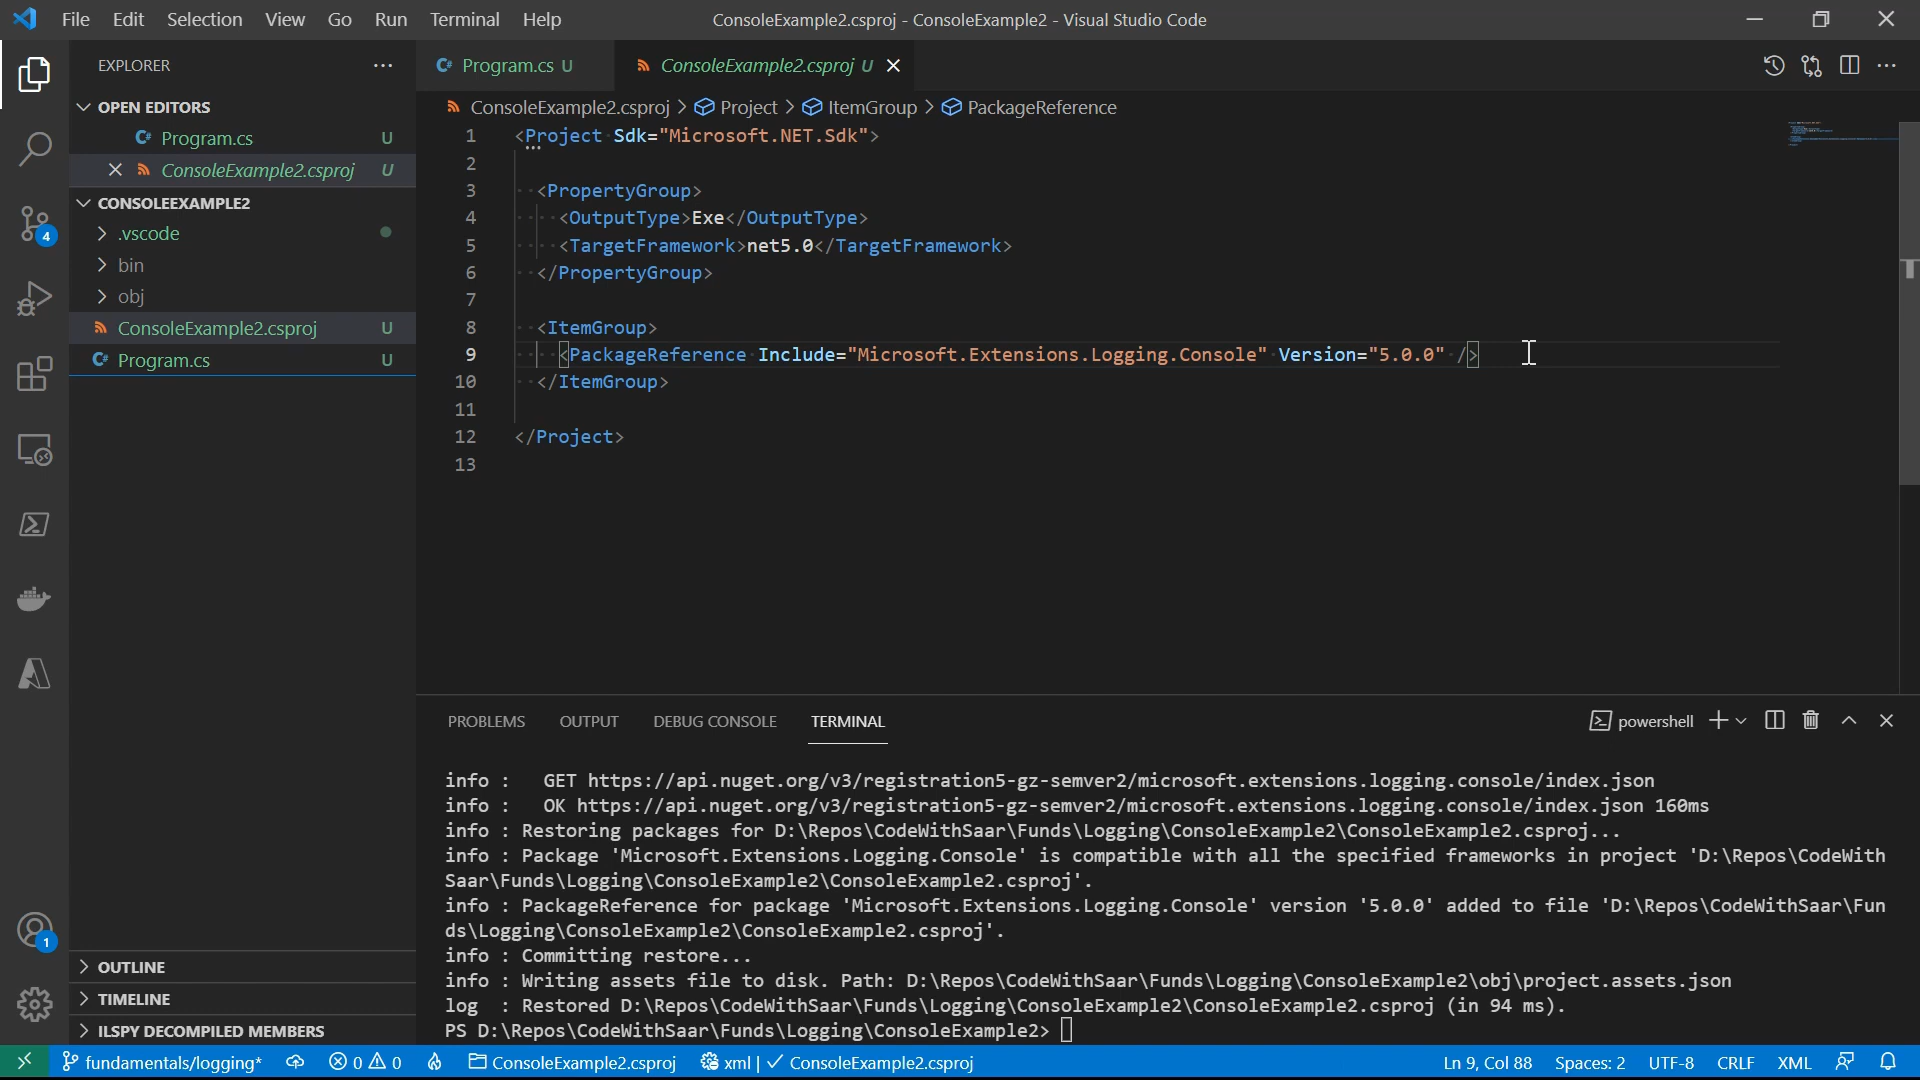 File Edit Selection View Go Run Terminal Help
ConsoleExample2.csproj - ConsoleExample2 - Visual Studio Code
EXPLORER
OPEN EDITORS
Program.cs U
ConsoleExample2.csproj U
CONSOLEEXAMPLE2
.vscode
bin
obj
ConsoleExample2.csproj U
Program.cs U
OUTLINE
TIMELINE
ILSPY DECOMPILED MEMBERS
4
1
Program.cs U
ConsoleExample2.csproj U
ConsoleExample2.csproj > Project > ItemGroup > PackageReference
1 <Project Sdk="Microsoft.NET.Sdk">
2
3 <PropertyGroup>
4 <OutputType>Exe</OutputType>
5 <TargetFramework>net5.0</TargetFramework>
6 </PropertyGroup>
7
8 <ItemGroup>
9 <PackageReference Include="Microsoft.Extensions.Logging.Console" Version="5.0.0" />
10 </ItemGroup>
11
12 </Project>
13
PROBLEMS OUTPUT DEBUG CONSOLE TERMINAL
powershell
info :   GET https://api.nuget.org/v3/registration5-gz-semver2/microsoft.extensions.logging.console/index.json
info :   OK https://api.nuget.org/v3/registration5-gz-semver2/microsoft.extensions.logging.console/index.json 160ms
info : Restoring packages for D:\Repos\CodeWithSaar\Funds\Logging\ConsoleExample2\ConsoleExample2.csproj...
info : Package 'Microsoft.Extensions.Logging.Console' is compatible with all the specified frameworks in project 'D:\Repos\CodeWith
Saar\Funds\Logging\ConsoleExample2\ConsoleExample2.csproj'.
info : PackageReference for package 'Microsoft.Extensions.Logging.Console' version '5.0.0' added to file 'D:\Repos\CodeWithSaar\Fun
ds\Logging\ConsoleExample2\ConsoleExample2.csproj'.
info : Committing restore...
info : Writing assets file to disk. Path: D:\Repos\CodeWithSaar\Funds\Logging\ConsoleExample2\obj\project.assets.json
log  : Restored D:\Repos\CodeWithSaar\Funds\Logging\ConsoleExample2\ConsoleExample2.csproj (in 94 ms).
PS D:\Repos\CodeWithSaar\Funds\Logging\ConsoleExample2>
fundamentals/logging* 0 0 ConsoleExample2.csproj xml | ConsoleExample2.csproj Ln 9, Col 88 Spaces: 2 UTF-8 CRLF XML